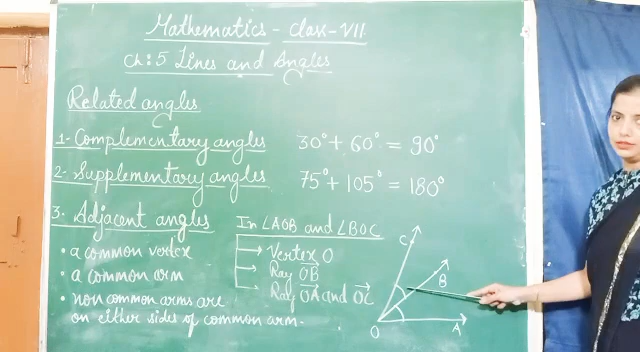 Mathematics - Class - VII
Ch: 5 Lines and Angles
Related angles
1- Complementary angles 30° + 60° = 90°
2- Supplementary angles 75° + 105° = 180°
3- Adjacent angles
• a common vertex
• a common arm
• non common arms are
on either sides of common arm.
In ∠AOB and ∠BOC
→ Vertex O
→ Ray OB
→ Ray OA and OC
C
B
O
A